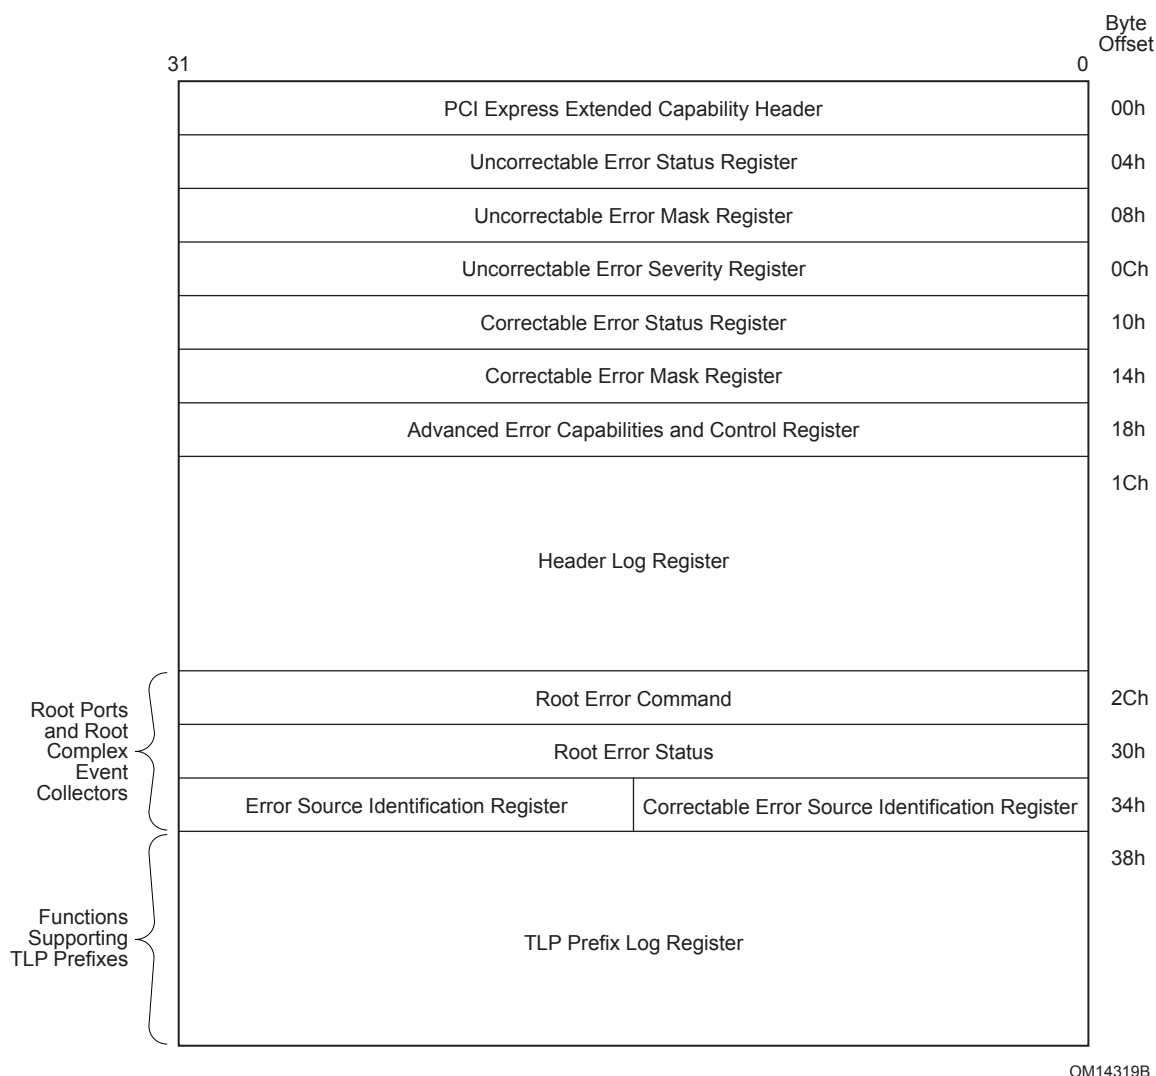 Byte
Offset
31
0
PCI Express Extended Capability Header
00h
Uncorrectable Error Status Register
04h
Uncorrectable Error Mask Register
08h
Uncorrectable Error Severity Register
0Ch
Correctable Error Status Register
10h
Correctable Error Mask Register
14h
Advanced Error Capabilities and Control Register
18h
1Ch
Header Log Register
Root Ports
and Root
Complex
Event
Collectors
Root Error Command
2Ch
Root Error Status
30h
Error Source Identification Register
Correctable Error Source Identification Register
34h
38h
Functions
Supporting
TLP Prefixes
TLP Prefix Log Register
OM14319B